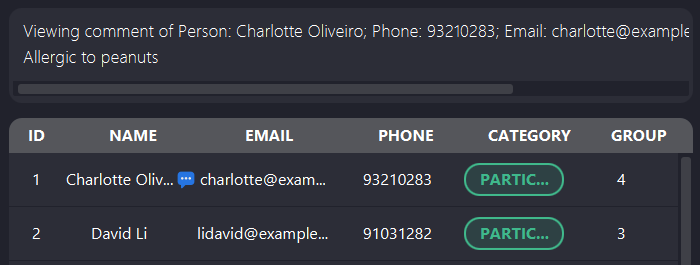 Viewing comment of Person: Charlotte Oliveiro; Phone: 93210283; Email: charlotte@example
Allergic to peanuts
ID NAME EMAIL PHONE CATEGORY GROUP
1 Charlotte Oliv... charlotte@exam... 93210283 PARTIC... 4
2 David Li lidavid@example... 91031282 PARTIC... 3